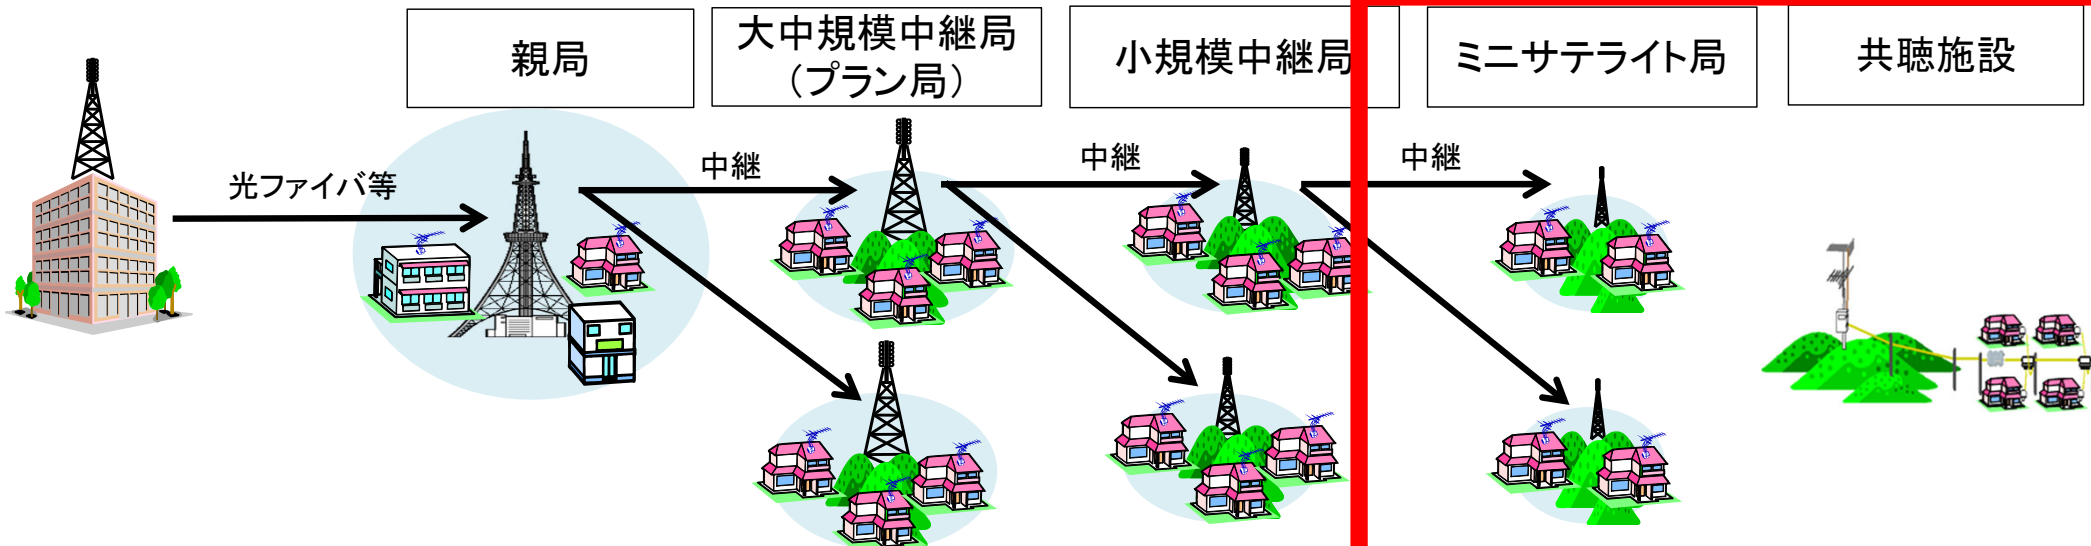 親局
大中規模中継局
（プラン局）
小規模中継局
ミニサテライト局
共聴施設
光ファイバ等
中継
中継
中継